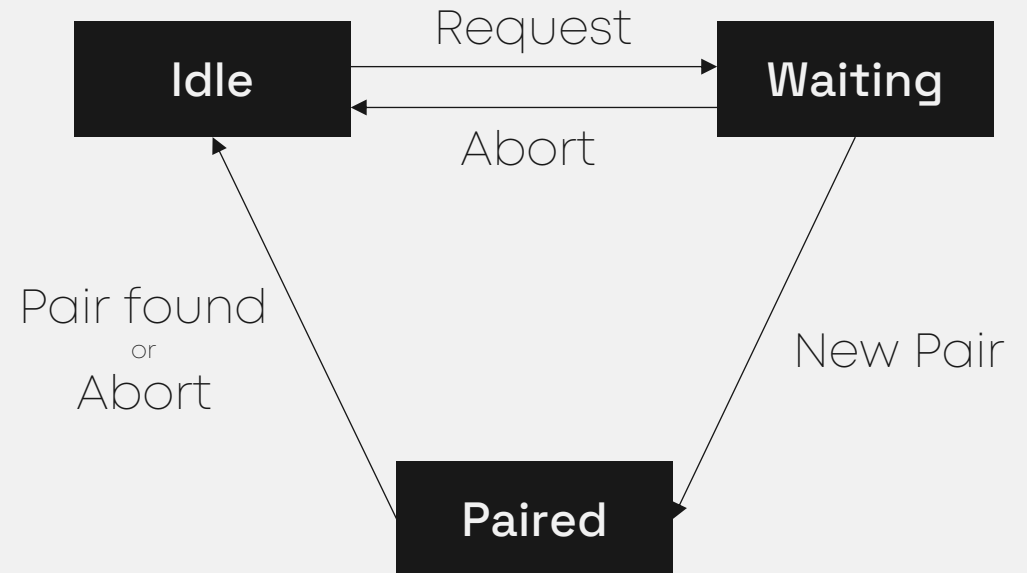 Request
Idle
Waiting
Abort
Pair found
or
Abort
New Pair
Paired